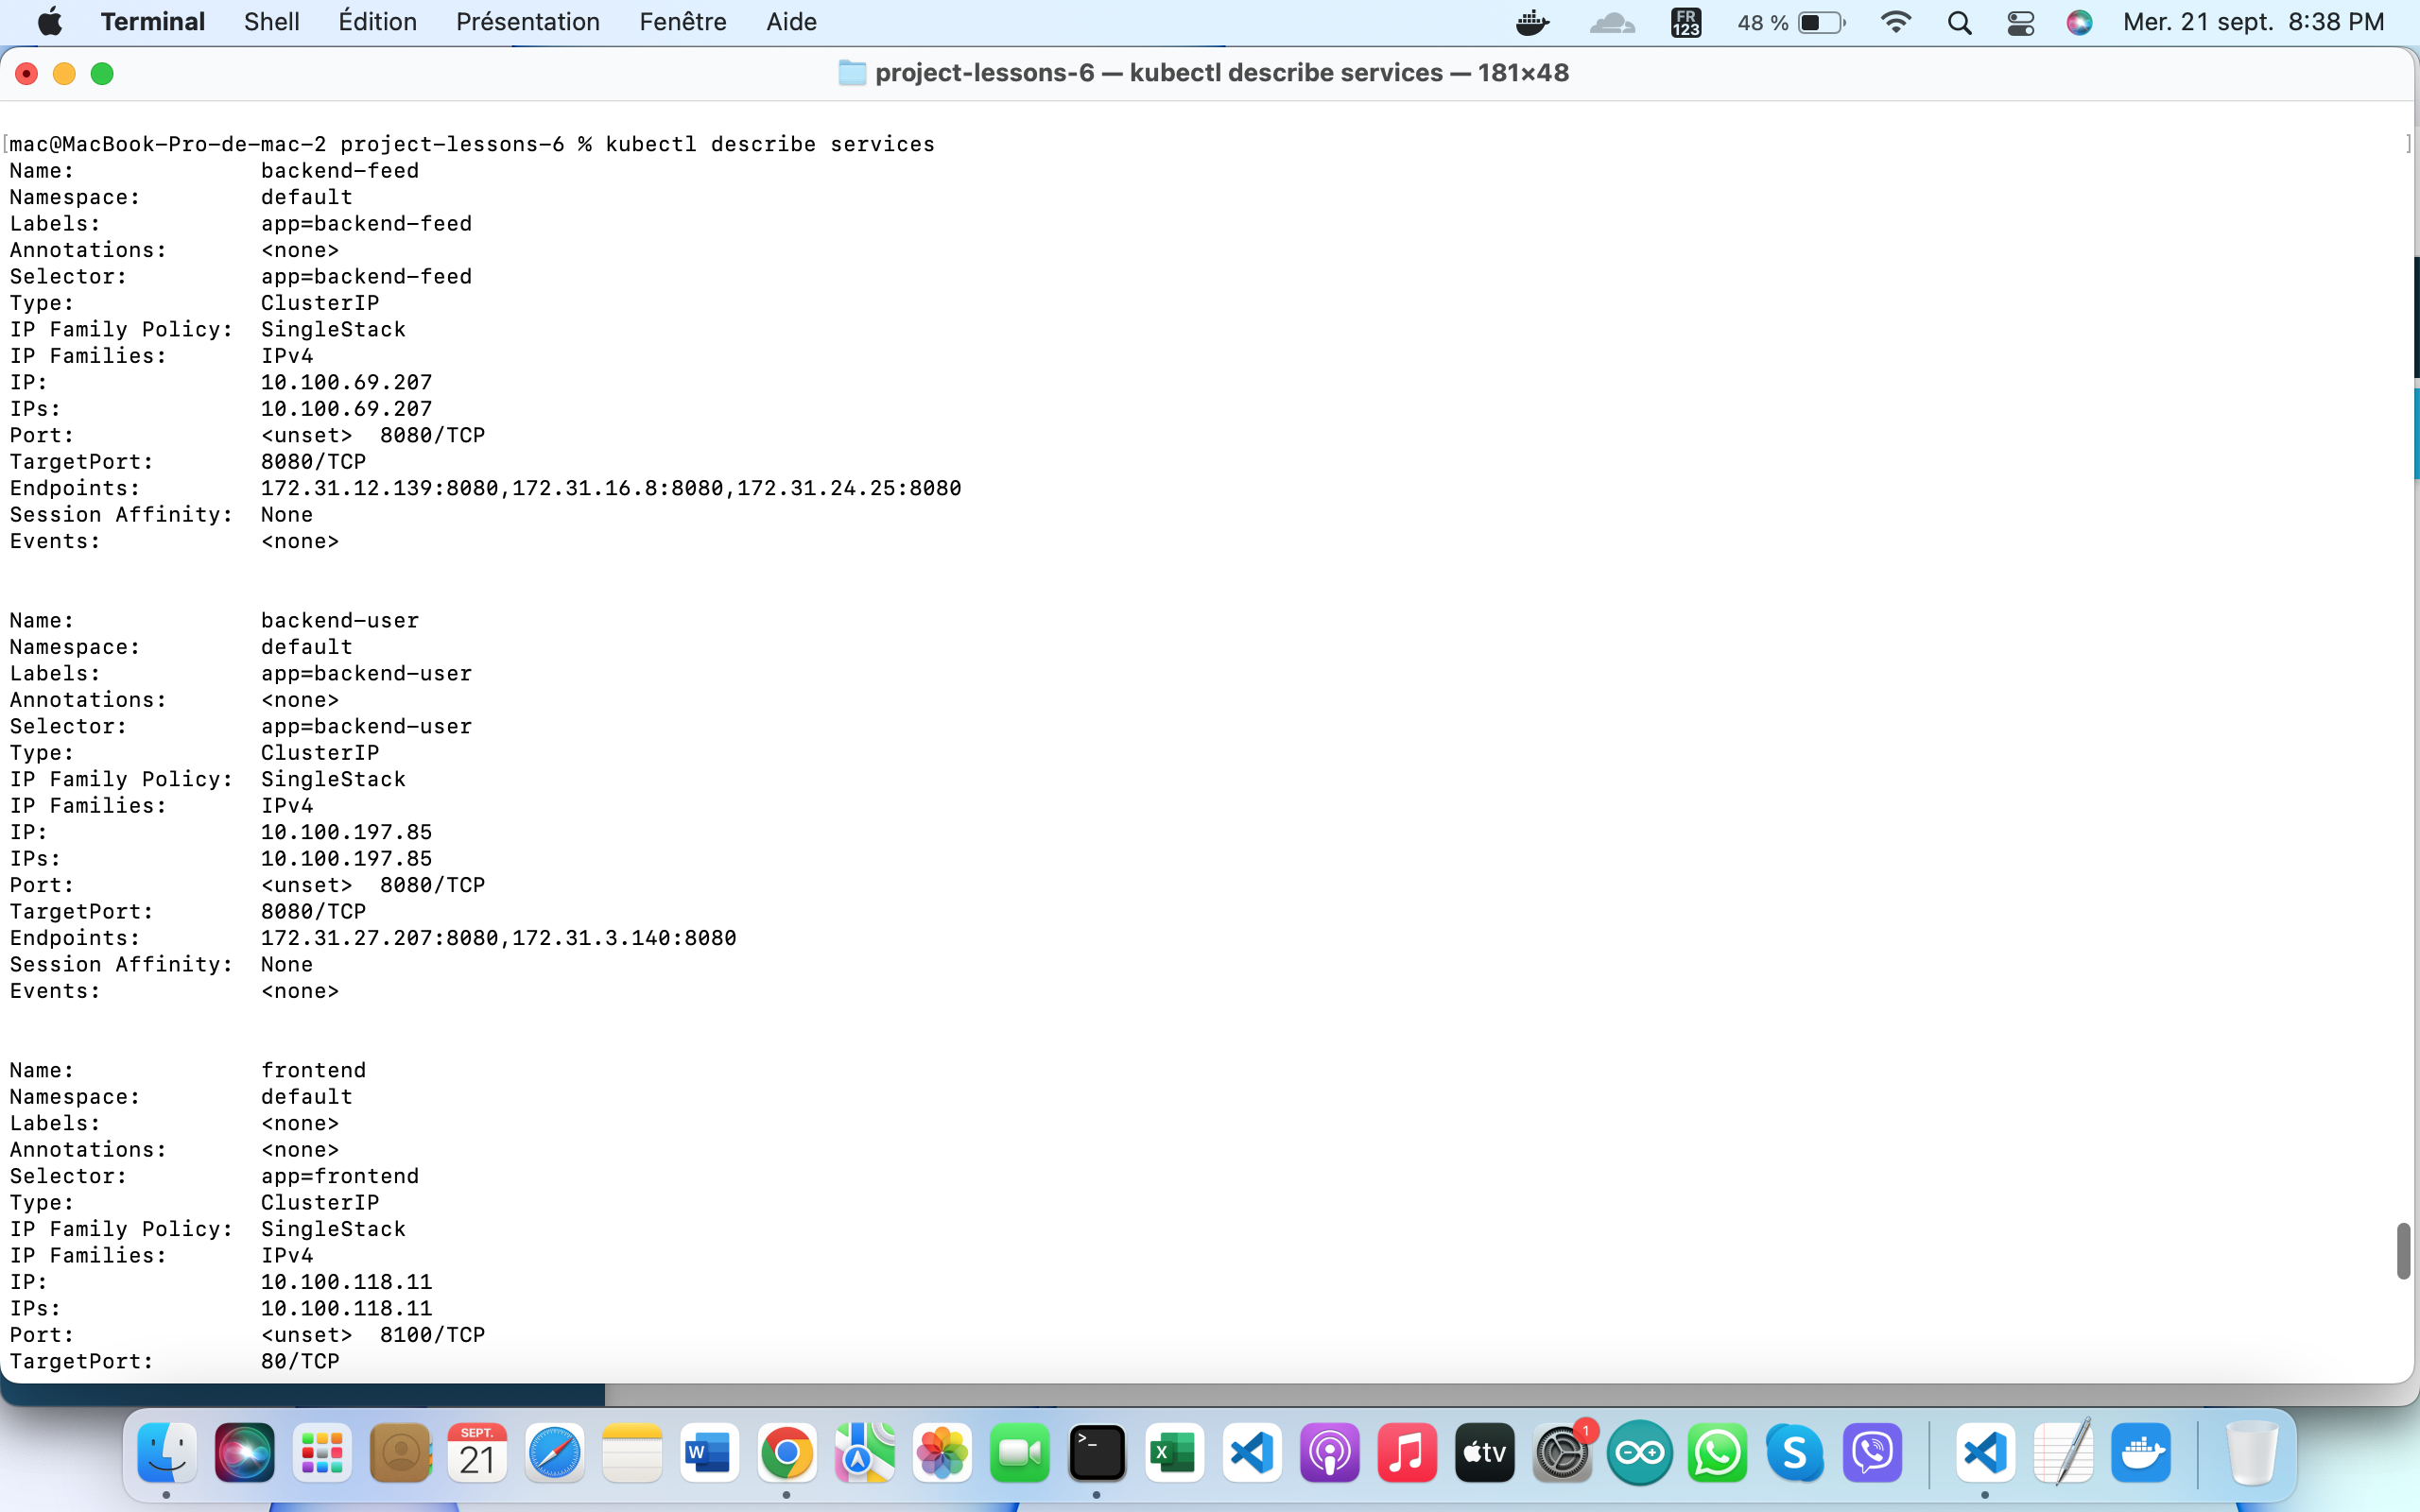 Terminal Shell Édition Présentation Fenêtre Aide FR 123 48 % Mer. 21 sept. 8:38 PM
project-lessons-6 — kubectl describe services — 181×48
[mac@MacBook-Pro-de-mac-2 project-lessons-6 % kubectl describe services ]
Name: backend-feed
Namespace: default
Labels: app=backend-feed
Annotations: <none>
Selector: app=backend-feed
Type: ClusterIP
IP Family Policy: SingleStack
IP Families: IPv4
IP: 10.100.69.207
IPs: 10.100.69.207
Port: <unset> 8080/TCP
TargetPort: 8080/TCP
Endpoints: 172.31.12.139:8080,172.31.16.8:8080,172.31.24.25:8080
Session Affinity: None
Events: <none>
Name: backend-user
Namespace: default
Labels: app=backend-user
Annotations: <none>
Selector: app=backend-user
Type: ClusterIP
IP Family Policy: SingleStack
IP Families: IPv4
IP: 10.100.197.85
IPs: 10.100.197.85
Port: <unset> 8080/TCP
TargetPort: 8080/TCP
Endpoints: 172.31.27.207:8080,172.31.3.140:8080
Session Affinity: None
Events: <none>
Name: frontend
Namespace: default
Labels: <none>
Annotations: <none>
Selector: app=frontend
Type: ClusterIP
IP Family Policy: SingleStack
IP Families: IPv4
IP: 10.100.118.11
IPs: 10.100.118.11
Port: <unset> 8100/TCP
TargetPort: 80/TCP
SEPT. 21 W >_ X tv 1 S